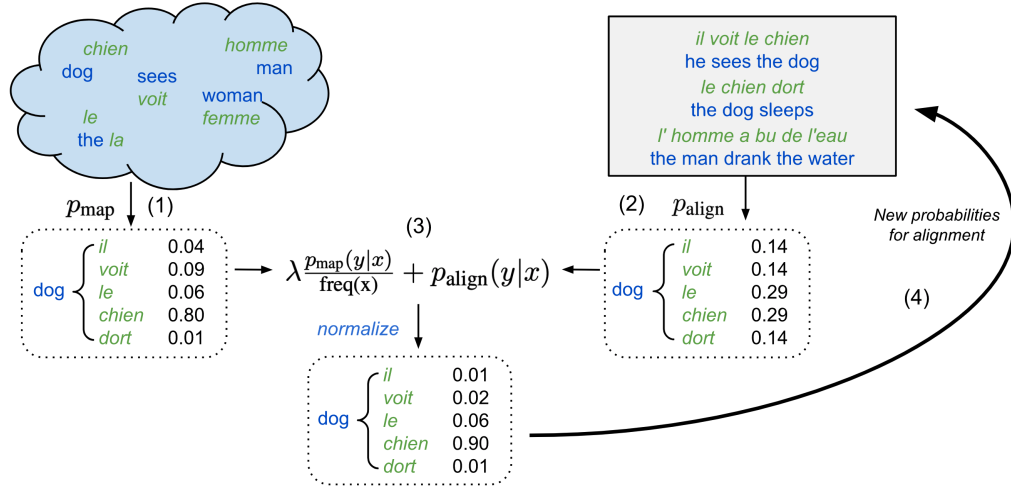 chien
dog
sees
voit
homme
man
woman
femme
le
the la
il voit le chien
he sees the dog
le chien dort
the dog sleeps
l' homme a bu de l'eau
the man drank the water
p_map (1)
(2) p_align
(3)
dog
il 0.04
voit 0.09
le 0.06
chien 0.80
dort 0.01
λ p_map(y|x) / freq(x) + p_align(y|x)
normalize
dog
il 0.14
voit 0.14
le 0.29
chien 0.29
dort 0.14
dog
il 0.01
voit 0.02
le 0.06
chien 0.90
dort 0.01
New probabilities
for alignment
(4)